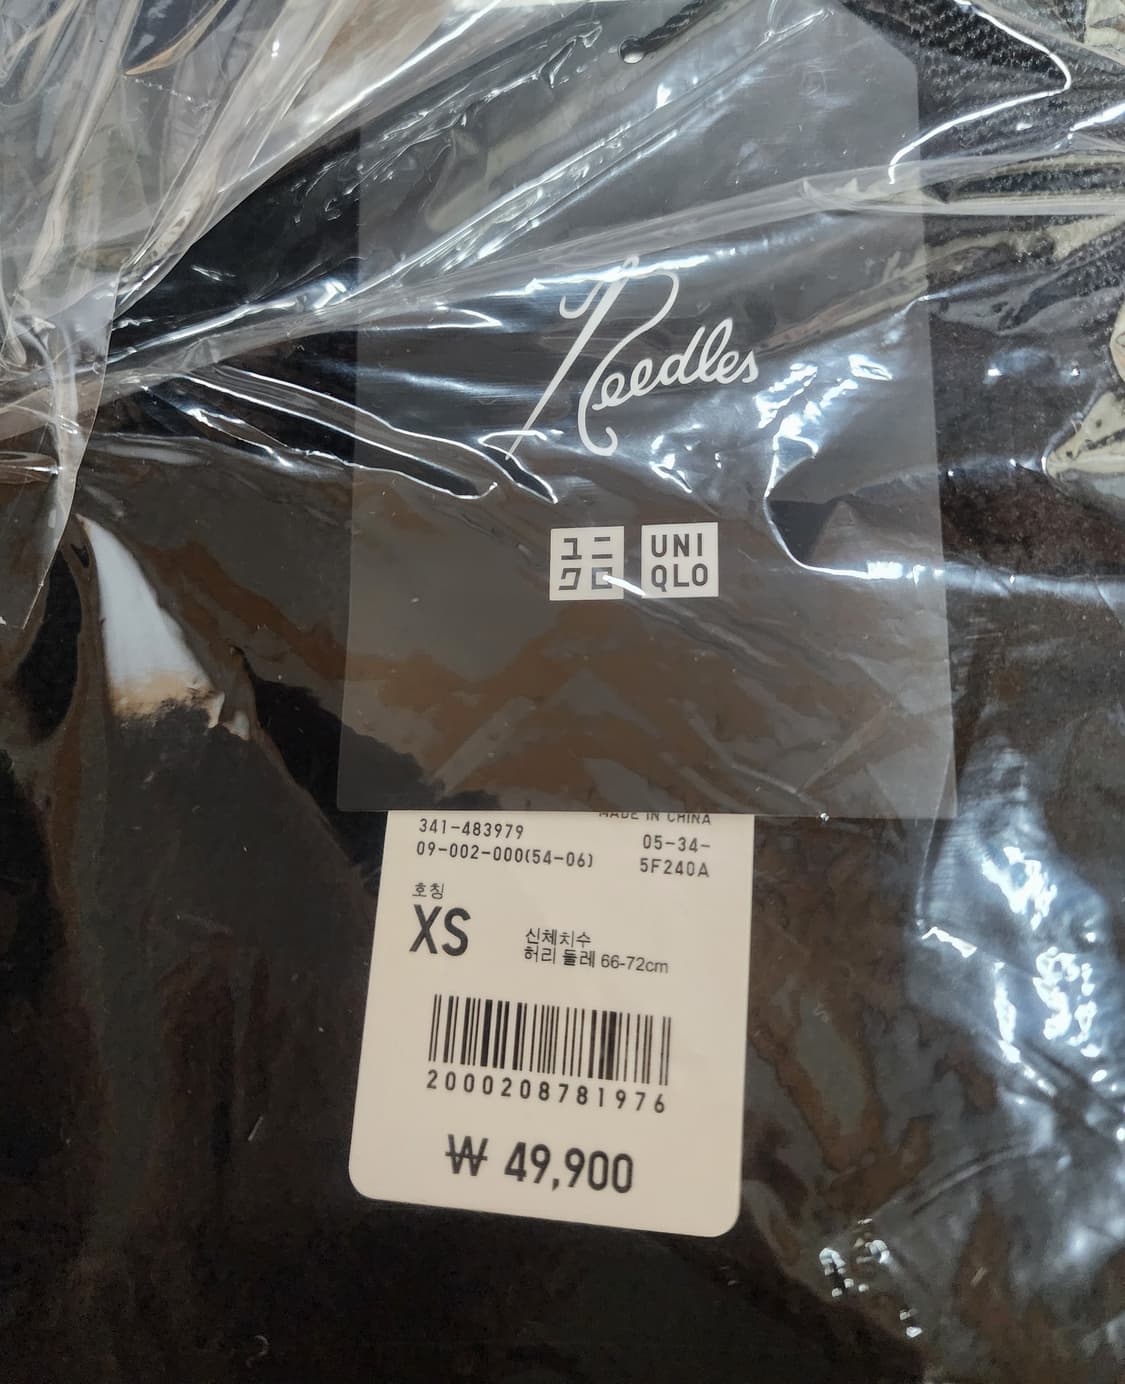 Needles
ユニ
クロ
UNI
QLO
MADE IN CHINA
341-483979
05-34-
09-002-000(54-06)
5F240A
호칭
XS
신체치수
허리 둘레 66-72cm
2000208781976
₩ 49,900